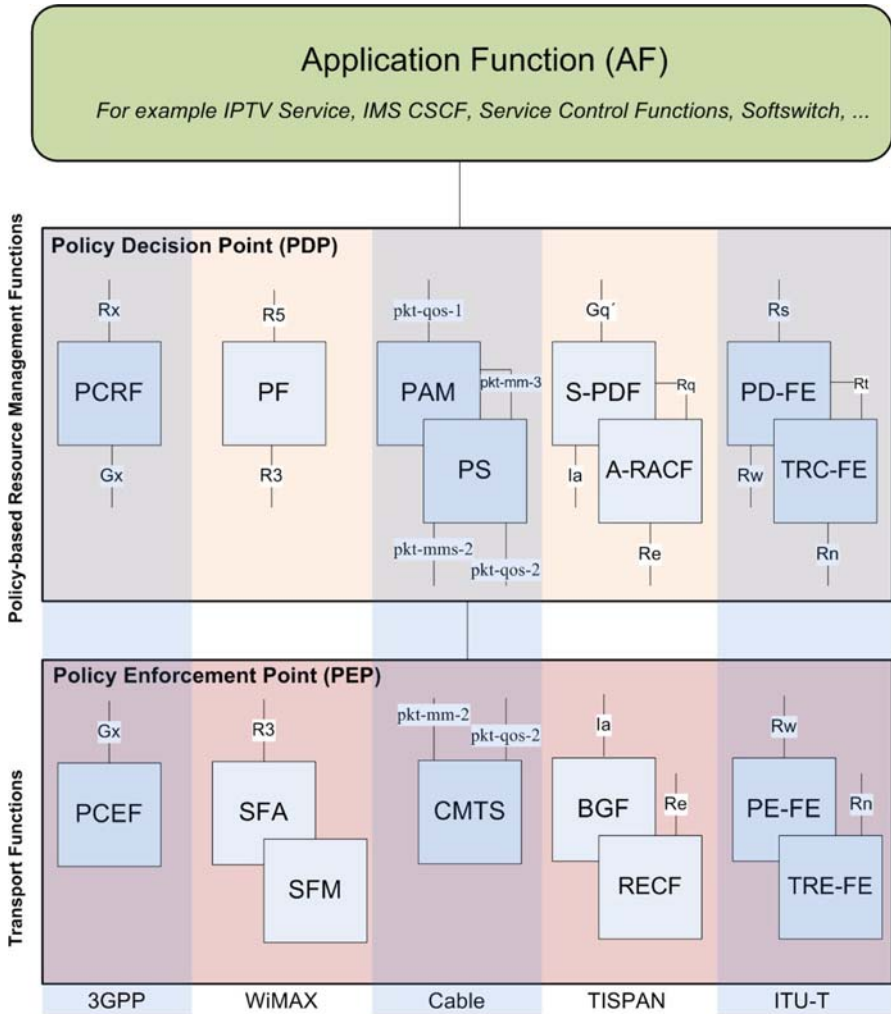 Application Function (AF)
For example IPTV Service, IMS CSCF, Service Control Functions, Softswitch, ...
Policy-based Resource Management Functions
Policy Decision Point (PDP)
Rx
R5
pkt-qos-1
Gq´
Rs
PCRF
PF
PAM
pkt-mm-3
S-PDF
Rq
PD-FE
Rt
Gx
R3
PS
Ia
A-RACF
Rw
TRC-FE
pkt-mms-2
pkt-qos-2
Re
Rn
Transport Functions
Policy Enforcement Point (PEP)
Gx
R3
pkt-mm-2
pkt-qos-2
Ia
Rw
PCEF
SFA
CMTS
BGF
Re
PE-FE
Rn
SFM
RECF
TRE-FE
3GPP
WiMAX
Cable
TISPAN
ITU-T